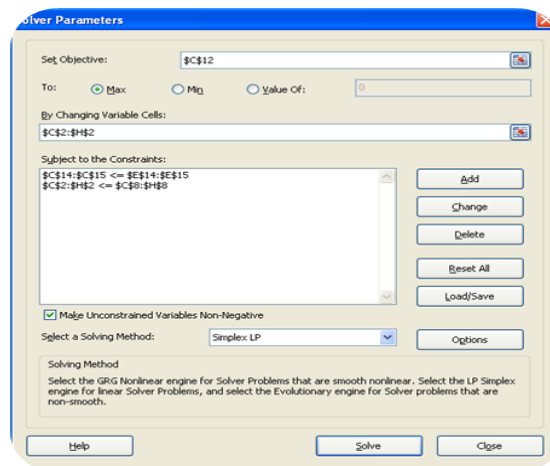 olver Parameters
Set Objective:
$C$12
To:
Max
Min
Value Of:
0
By Changing Variable Cells:
$C$2:$H$2
Subject to the Constraints:
$C$14:$C$15 <= $E$14:$E$15
$C$2:$H$2 <= $C$8:$H$8
Add
Change
Delete
Reset All
Load/Save
Make Unconstrained Variables Non-Negative
Select a Solving Method:
Simplex LP
Options
Solving Method
Select the GRG Nonlinear engine for Solver Problems that are smooth nonlinear. Select the LP Simplex
engine for linear Solver Problems, and select the Evolutionary engine for Solver problems that are
non-smooth.
Help
Solve
Close